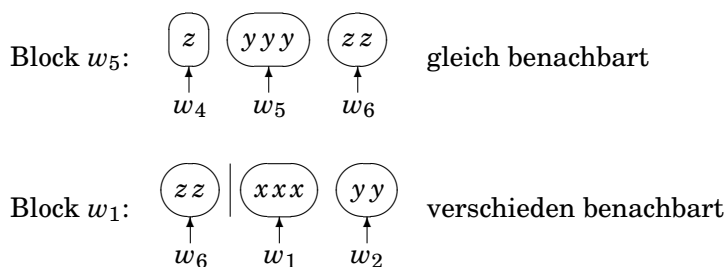 Block w₅: z yyy zz gleich benachbart
w₄ w₅ w₆
Block w₁: zz | xxx yy verschieden benachbart
w₆ w₁ w₂